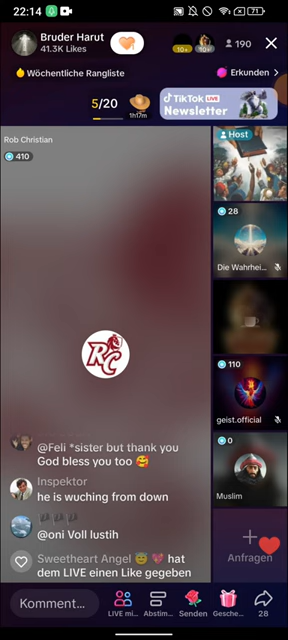 22:14
71
Bruder Harut
41.3K Likes
10+
10+
190
Wöchentliche Rangliste
Erkunden
5/20
1h17m
TikTok LIVE
Newsletter
Rob Christian
410
RC
Host
28
Die Wahrhei...
110
geist.official
0
Muslim
@Feli *sister but thank you
God bless you too 🥰
Inspektor
he is wuching from down
🏴🏴🏴
@oni Voll lustih
Sweetheart Angel 😇 💘 hat
dem LIVE einen Like gegeben
Anfragen
Komment...
LIVE mi...
Abstim...
Senden
Gesche...
28